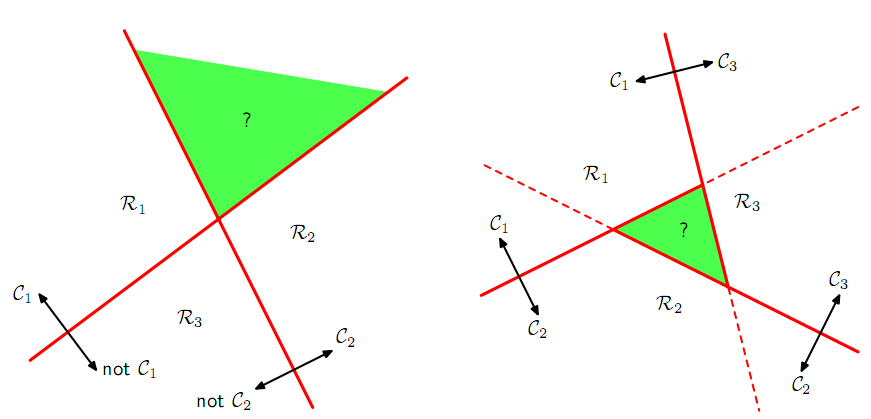 ?
R₁
R₂
R₃
C₁
not C₁
C₂
not C₂
C₁
C₃
R₁
R₃
?
C₁
C₂
R₂
C₃
C₂